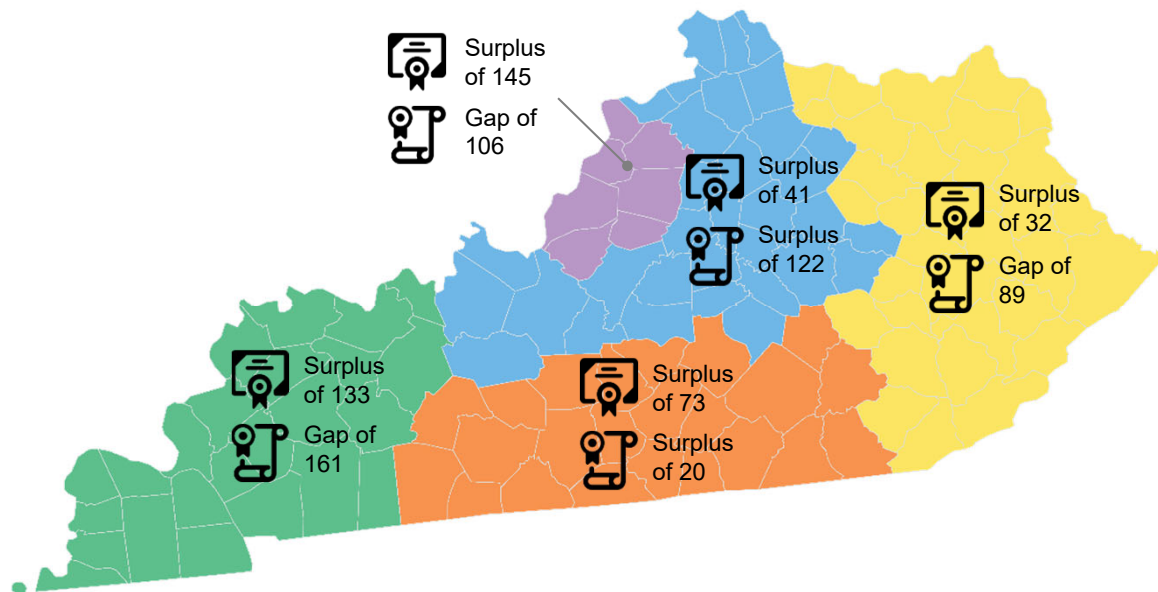 Surplus
of 145
Gap of
106
Surplus
of 41
Surplus
of 122
Surplus
of 32
Gap of
89
Surplus
of 133
Gap of
161
Surplus
of 73
Surplus
of 20